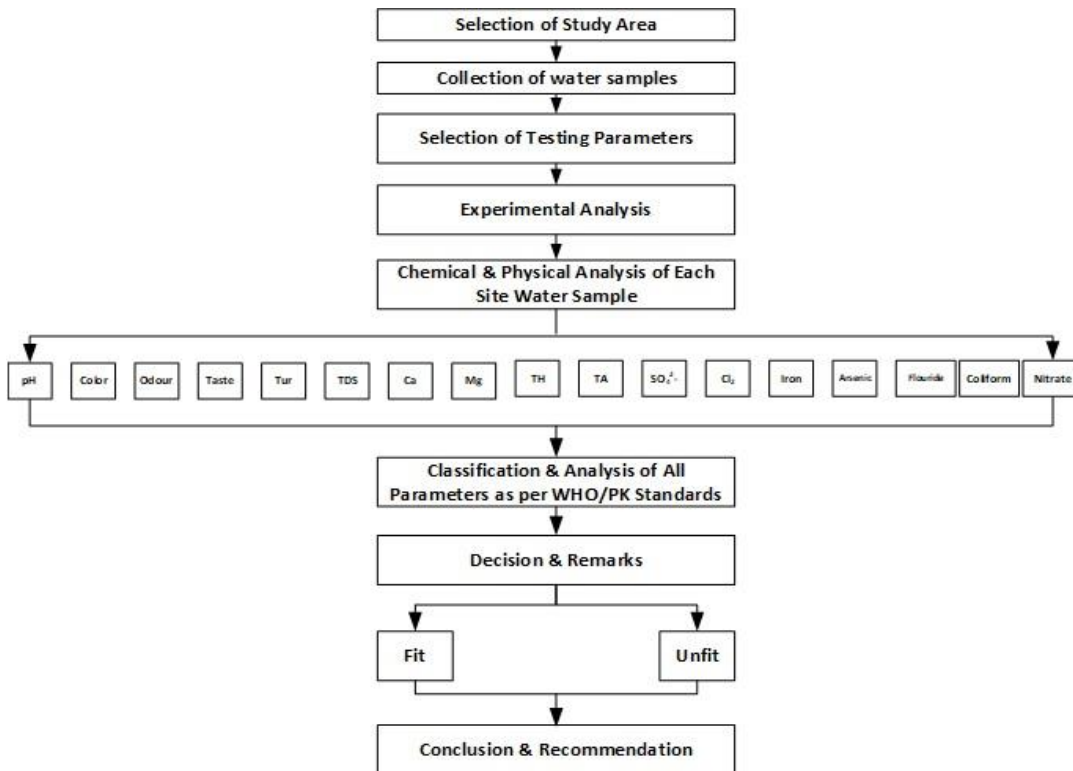 Selection of Study Area
Collection of water samples
Selection of Testing Parameters
Experimental Analysis
Chemical & Physical Analysis of Each
Site Water Sample
pH
Color
Odour
Taste
Tur
TDS
Ca
Mg
TH
TA
SO₄²⁻
Cl₂
Iron
Arsenic
Flouride
Coliform
Nitrate
Classification & Analysis of All
Parameters as per WHO/PK Standards
Decision & Remarks
Fit
Unfit
Conclusion & Recommendation